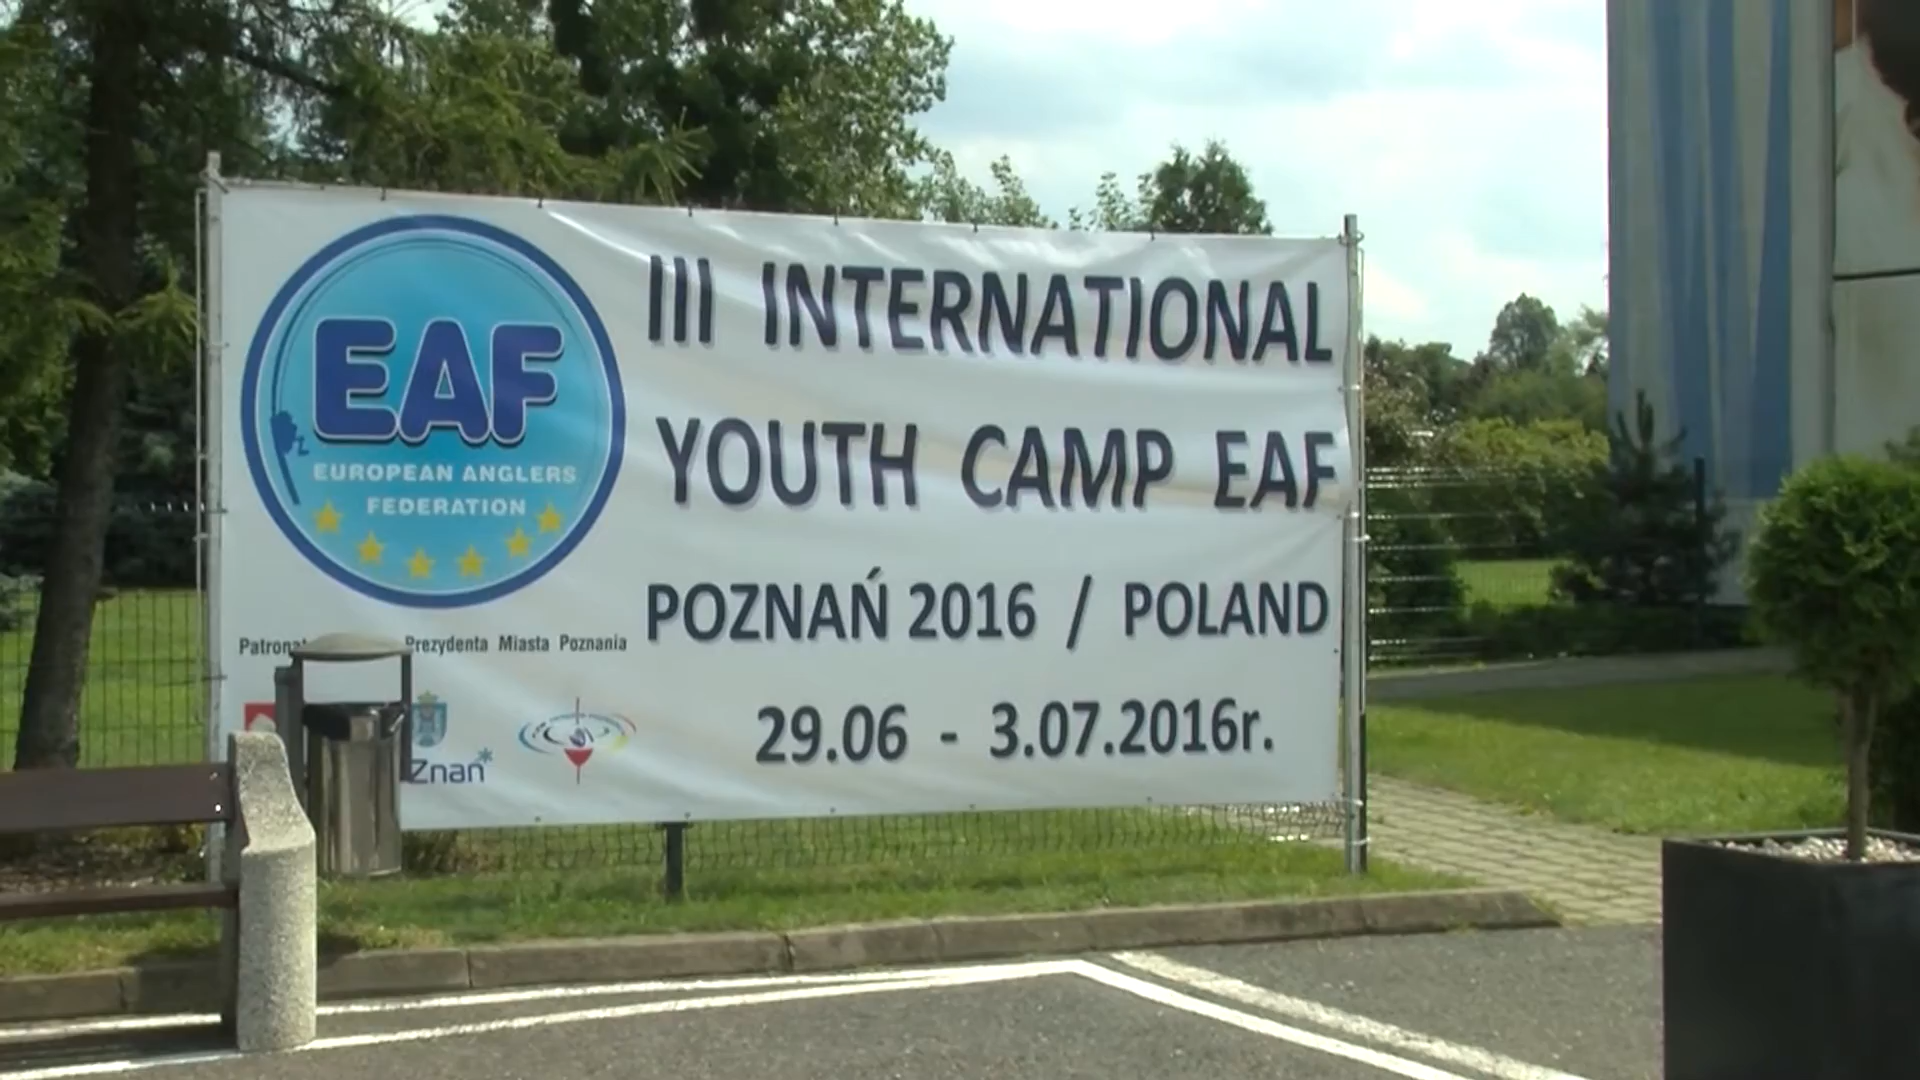 EAF
EUROPEAN ANGLERS
FEDERATION
III INTERNATIONAL
YOUTH CAMP EAF
POZNAŃ 2016 / POLAND
29.06 - 3.07.2016r.
Prezydenta Miasta Poznania